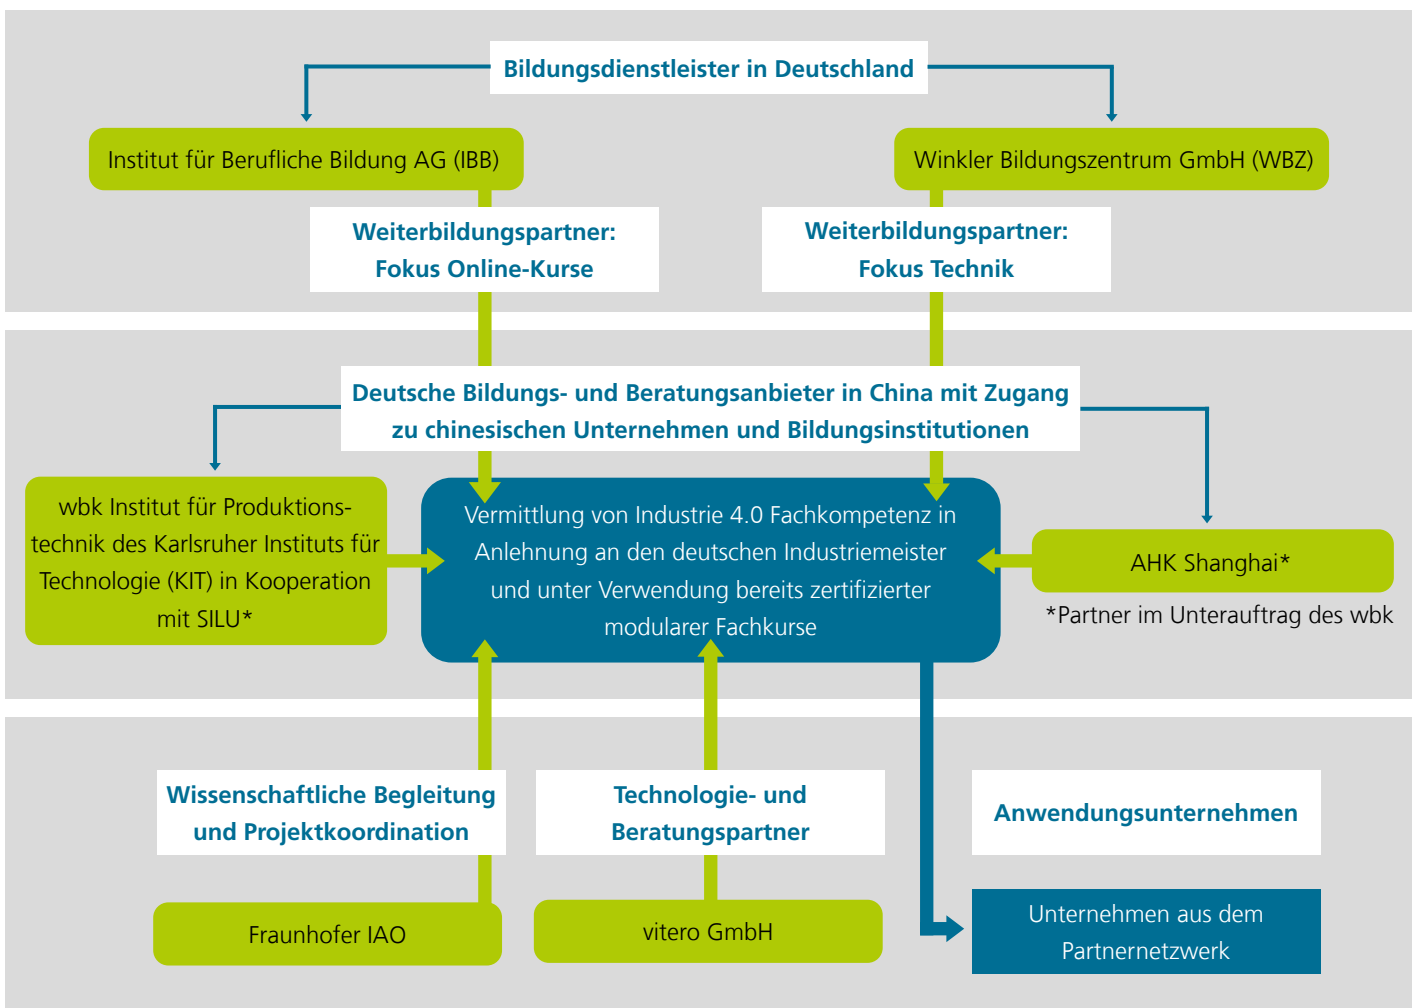 Bildungsdienstleister in Deutschland
Institut für Berufliche Bildung AG (IBB)
Winkler Bildungszentrum GmbH (WBZ)
Weiterbildungspartner:
Fokus Online-Kurse
Weiterbildungspartner:
Fokus Technik
Deutsche Bildungs- und Beratungsanbieter in China mit Zugang
zu chinesischen Unternehmen und Bildungsinstitutionen
wbk Institut für Produktions-
technik des Karlsruher Instituts für
Technologie (KIT) in Kooperation
mit SILU*
Vermittlung von Industrie 4.0 Fachkompetenz in
Anlehnung an den deutschen Industriemeister
und unter Verwendung bereits zertifizierter
modularer Fachkurse
AHK Shanghai*
*Partner im Unterauftrag des wbk
Wissenschaftliche Begleitung
und Projektkoordination
Technologie- und
Beratungspartner
Anwendungsunternehmen
Fraunhofer IAO
vitero GmbH
Unternehmen aus dem
Partnernetzwerk